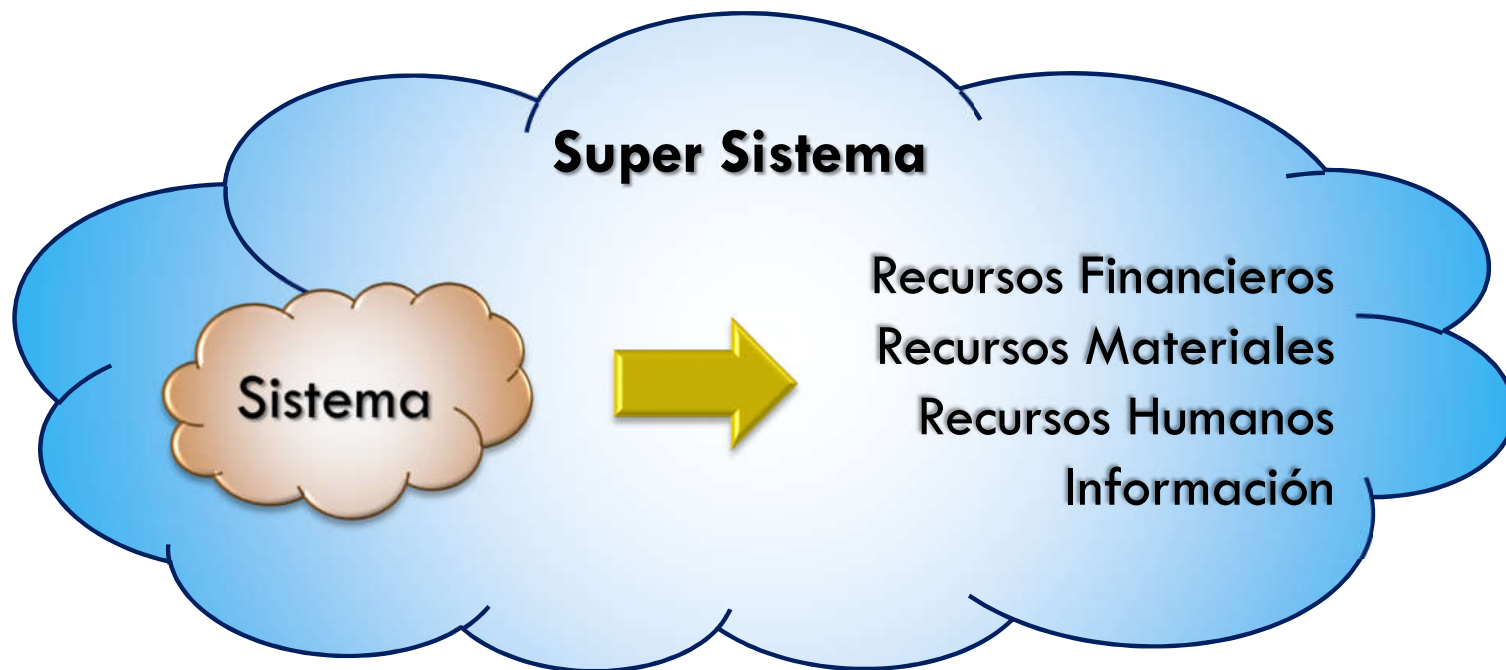 Super Sistema
Sistema
Recursos Financieros
Recursos Materiales
Recursos Humanos
Información